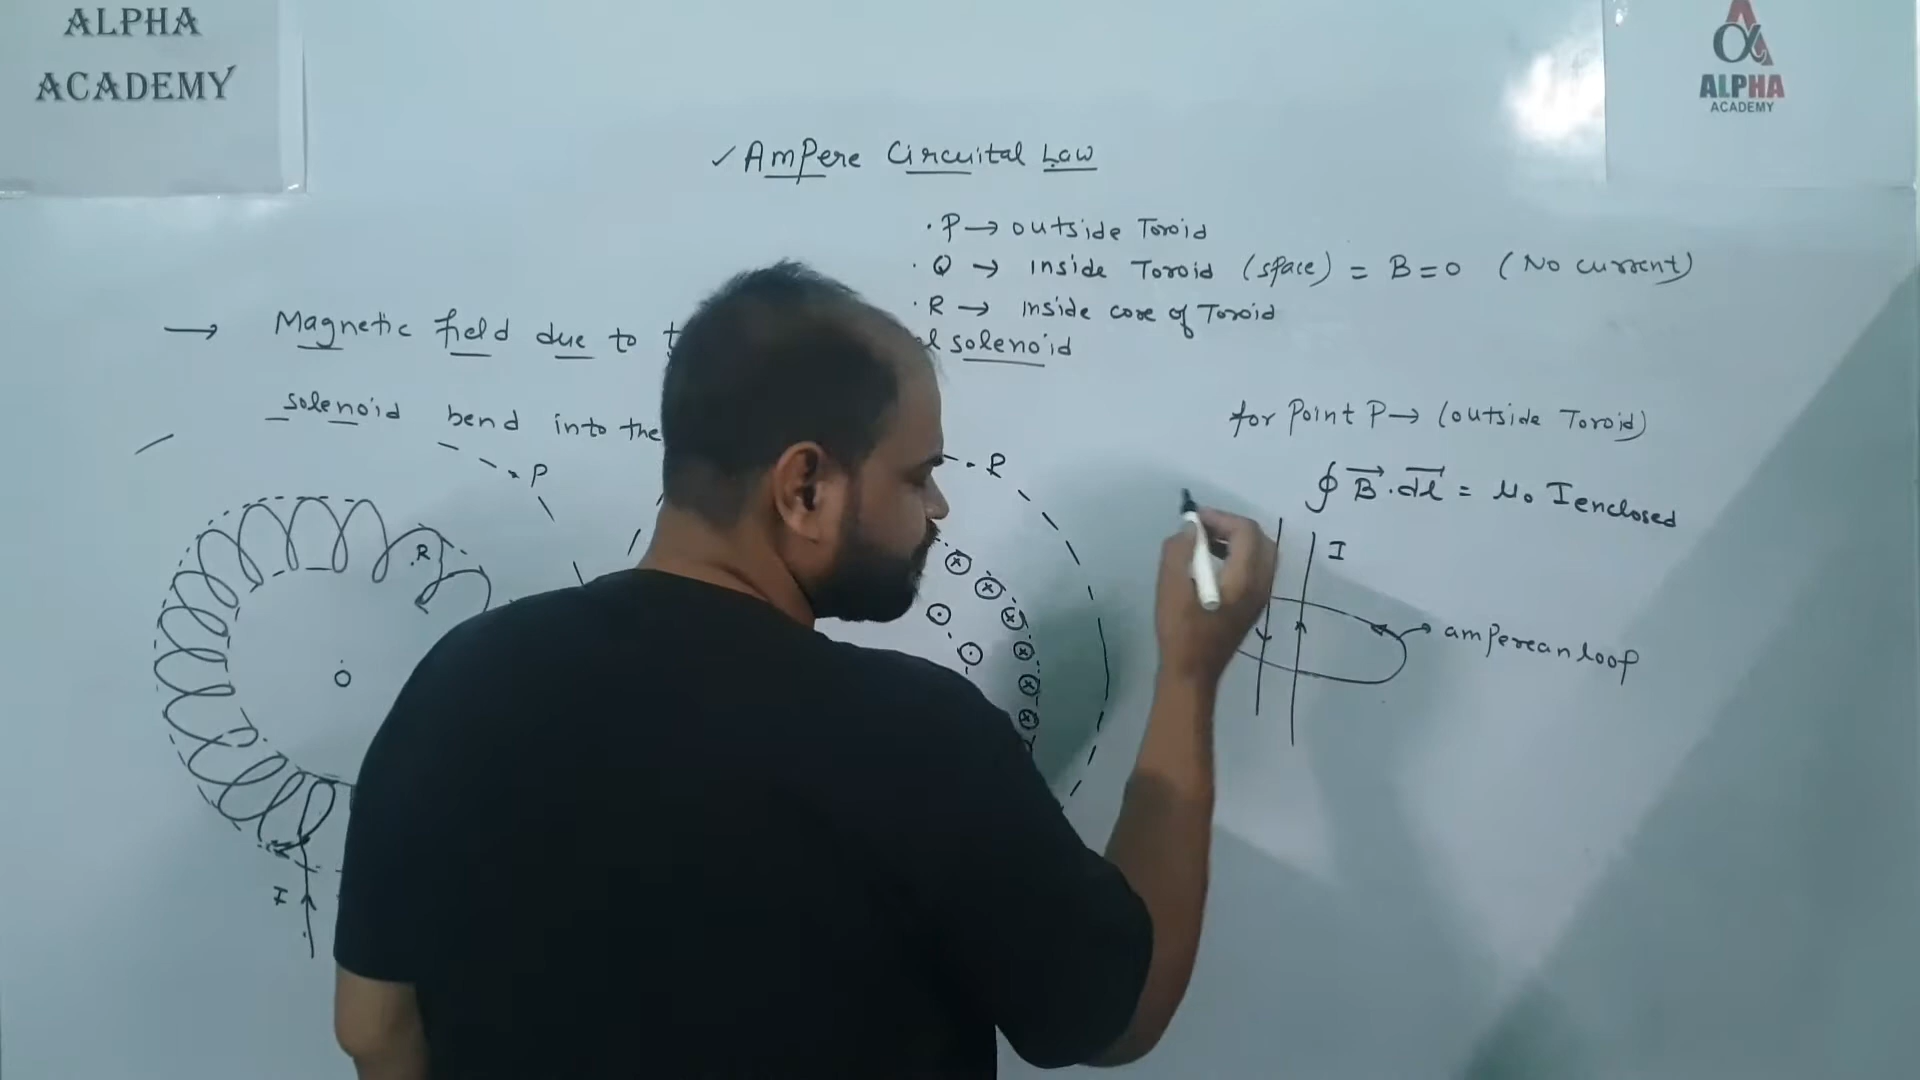 ALPHA
ACADEMY
ALPHA
ACADEMY
✓ Ampere Circuital Law
. P → outside Toroid
. Q → inside Toroid (space) = B = 0 (No current)
. R → inside core of Toroid
→ Magnetic field due to solenoid
solenoid bend into the
for Point P → (outside Toroid)
∮ B⃗ . dl⃗ = μ₀ I enclosed
P
R
R
I
amperean loop
O
I